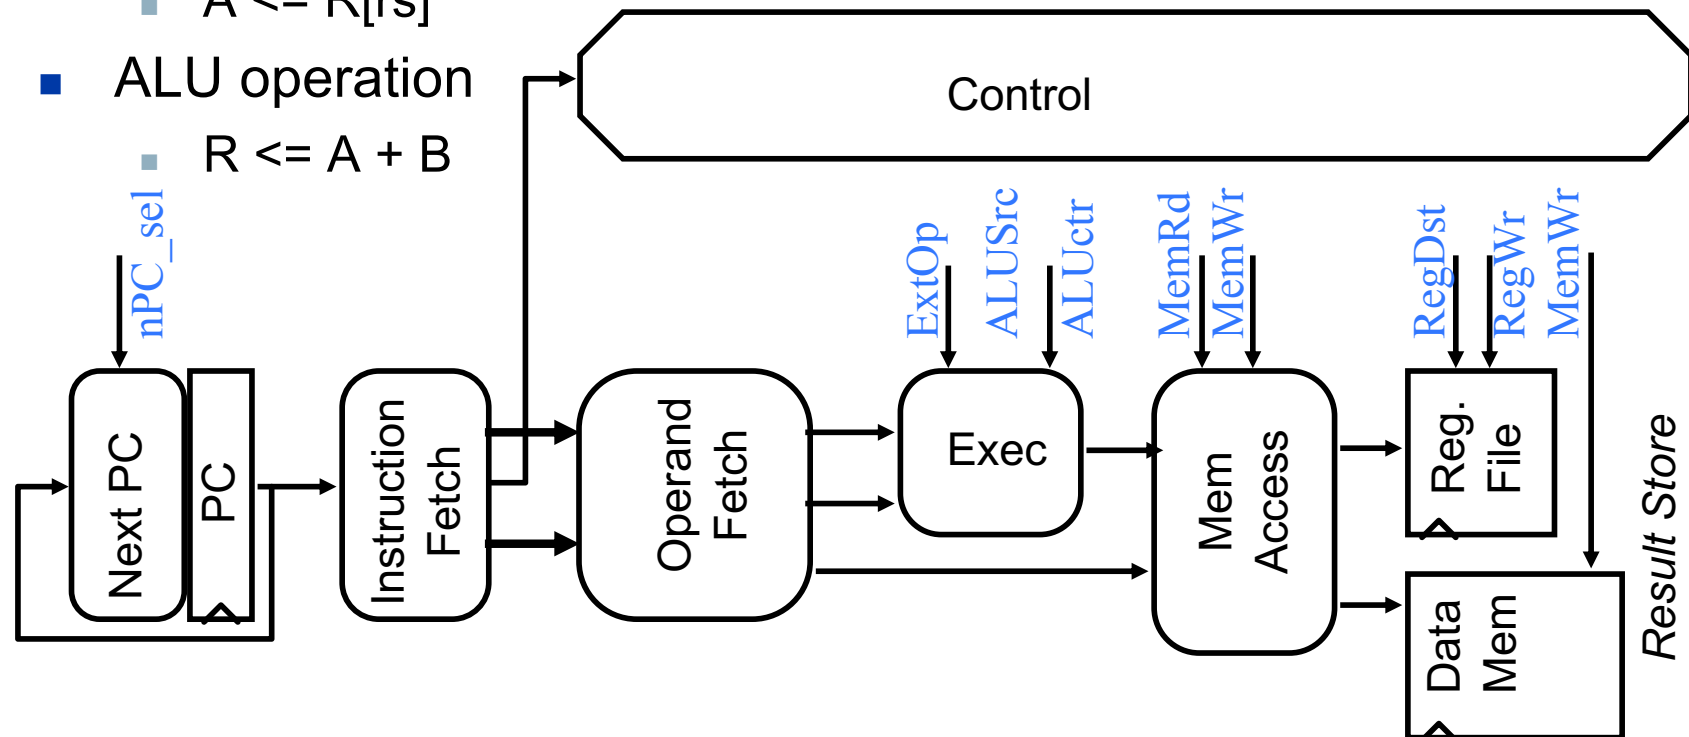 A <= R[rs]
ALU operation
R <= A + B
Control
nPC_sel
ExtOp
ALUSrc
ALUctr
MemRd
MemWr
RegDst
RegWr
MemWr
Next PC
PC
Instruction
Fetch
Operand
Fetch
Exec
Mem
Access
Reg.
File
Data
Mem
Result Store